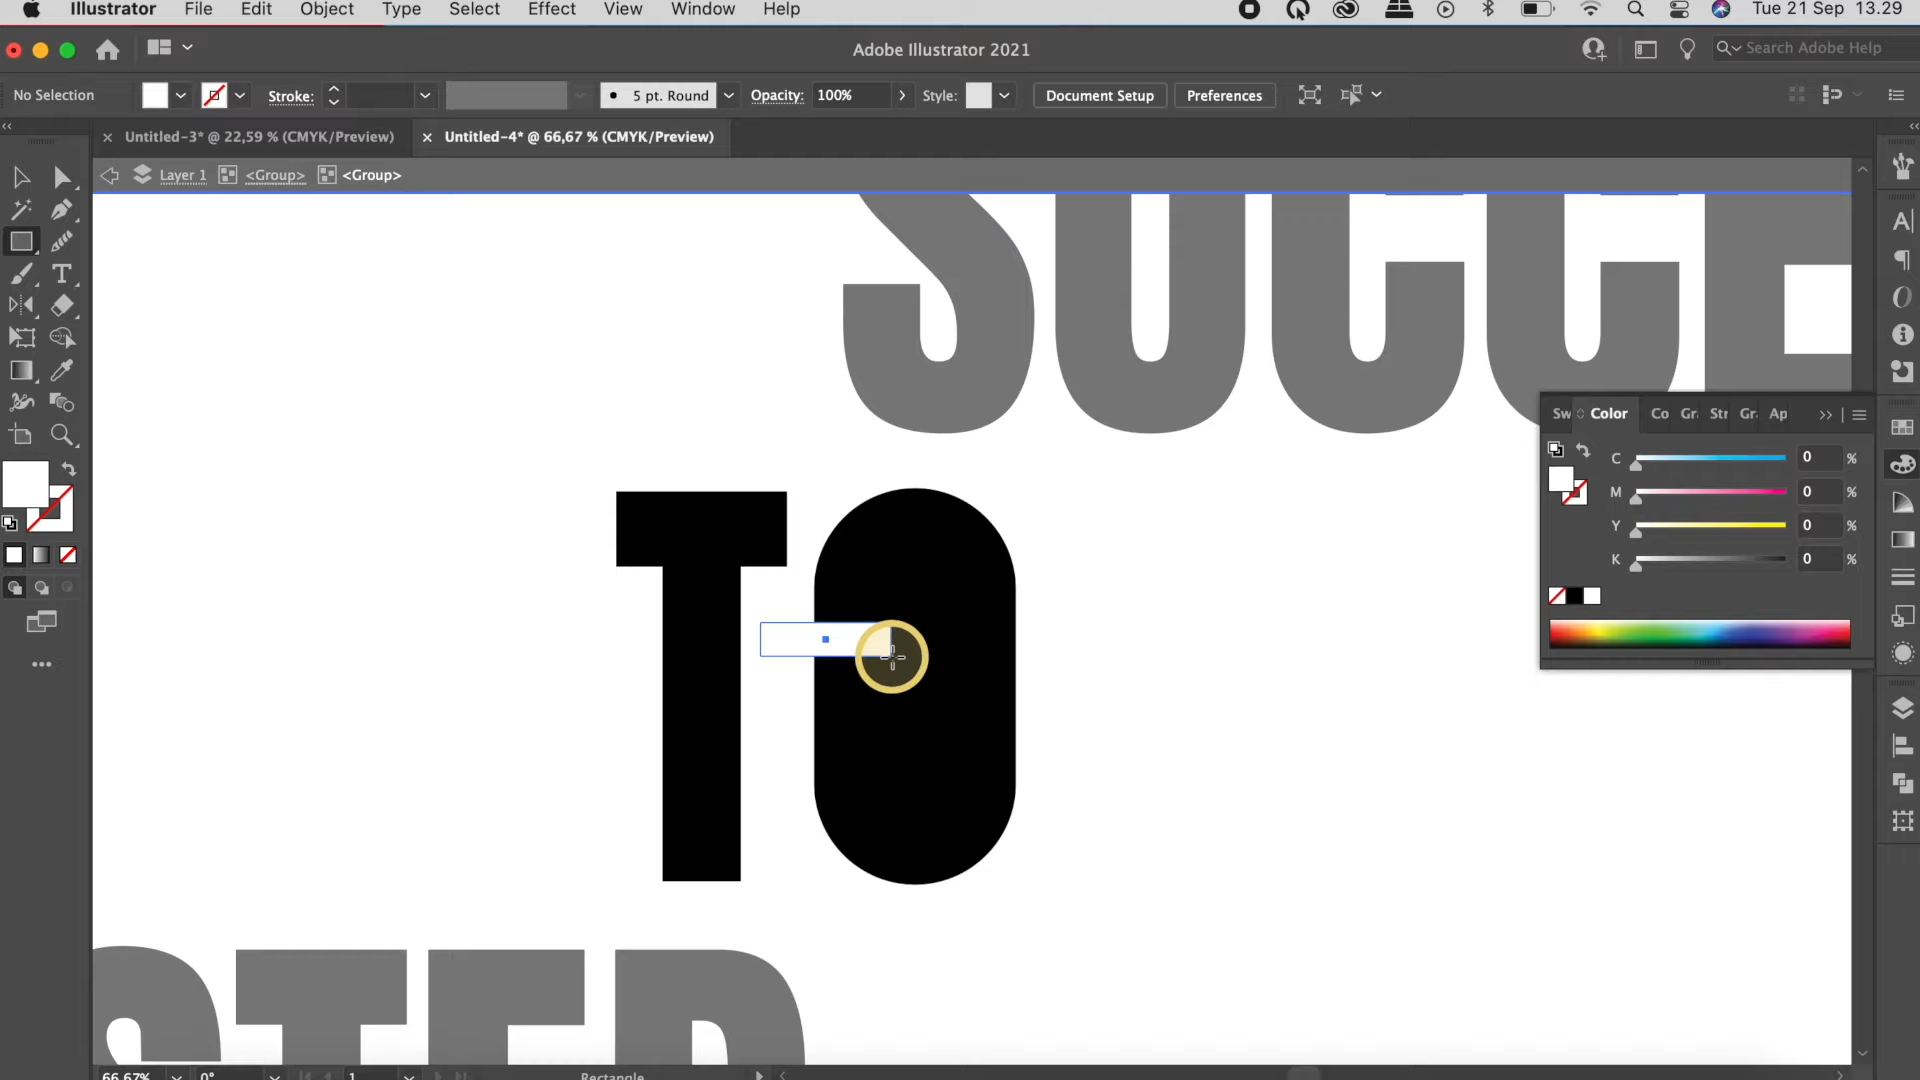 Illustrator File Edit Object Type Select Effect View Window Help Tue 21 Sep 13.29
Adobe Illustrator 2021 Search Adobe Help
No Selection Stroke: 5 pt. Round Opacity: 100% Style: Document Setup Preferences
Untitled-3* @ 22,59 % (CMYK/Preview) Untitled-4* @ 66,67 % (CMYK/Preview)
Layer 1 <Group> <Group>
SOCCE
Sw Color Co Gr Str Gr Ap
C 0 %
M 0 %
Y 0 %
K 0 %
TO
STEP
66,67% 0° 1 Rectangle